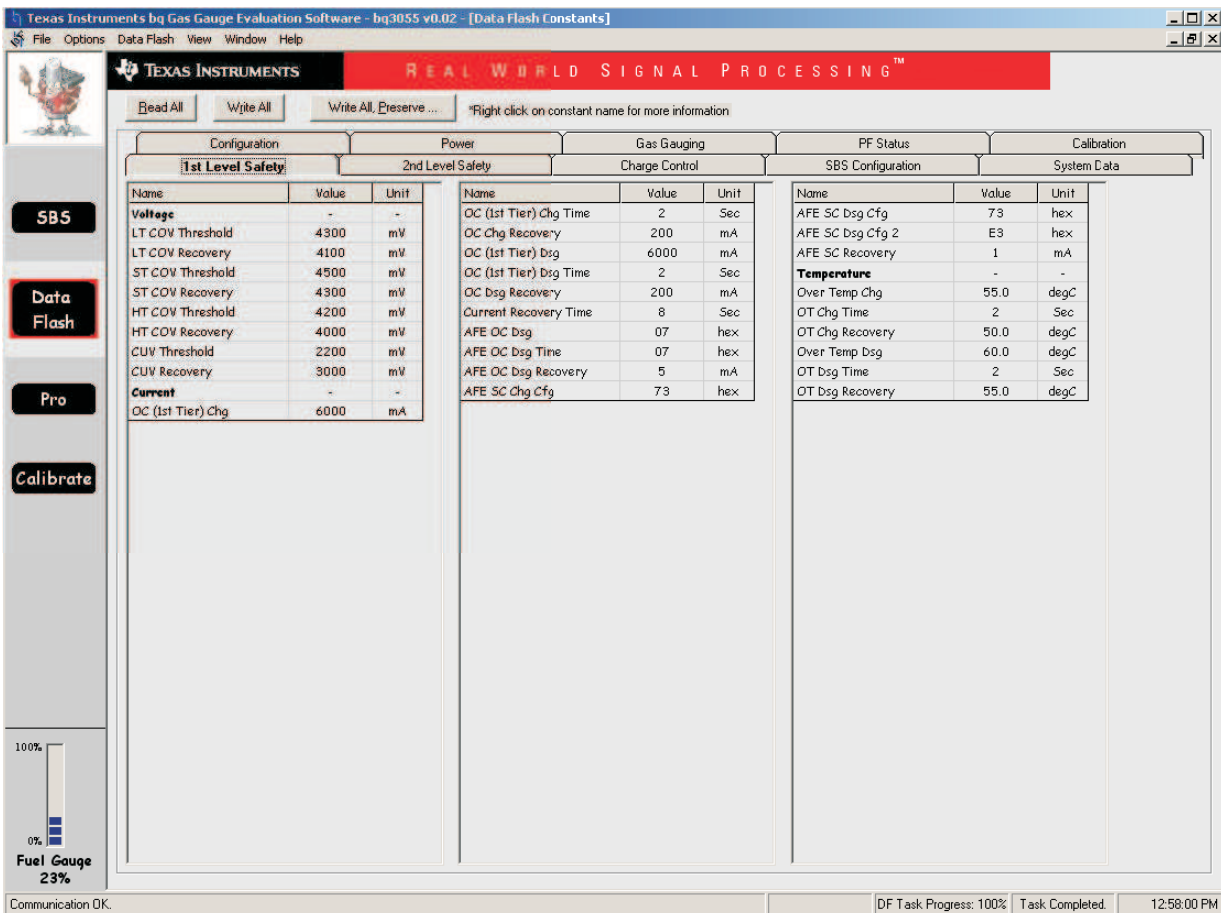 Texas Instruments bq Gas Gauge Evaluation Software - bq3055 v0.02 - [Data Flash Constants]
File Options Data Flash View Window Help
TEXAS INSTRUMENTS
REAL WORLD SIGNAL PROCESSING™
Read All Write All Write All, Preserve ... *Right click on constant name for more information
Configuration Power Gas Gauging PF Status Calibration
1st Level Safety 2nd Level Safety Charge Control SBS Configuration System Data
SBS
Data
Flash
Pro
Calibrate
Name Value Unit
Voltage - -
LT COV Threshold 4300 mV
LT COV Recovery 4100 mV
ST COV Threshold 4500 mV
ST COV Recovery 4300 mV
HT COV Threshold 4200 mV
HT COV Recovery 4000 mV
CUV Threshold 2200 mV
CUV Recovery 3000 mV
Current - -
OC (1st Tier) Chg 6000 mA
Name Value Unit
OC (1st Tier) Chg Time 2 Sec
OC Chg Recovery 200 mA
OC (1st Tier) Dsg 6000 mA
OC (1st Tier) Dsg Time 2 Sec
OC Dsg Recovery 200 mA
Current Recovery Time 8 Sec
AFE OC Dsg 07 hex
AFE OC Dsg Time 07 hex
AFE OC Dsg Recovery 5 mA
AFE SC Chg Cfg 73 hex
Name Value Unit
AFE SC Dsg Cfg 73 hex
AFE SC Dsg Cfg 2 E3 hex
AFE SC Recovery 1 mA
Temperature - -
Over Temp Chg 55.0 degC
OT Chg Time 2 Sec
OT Chg Recovery 50.0 degC
Over Temp Dsg 60.0 degC
OT Dsg Time 2 Sec
OT Dsg Recovery 55.0 degC
100%
0%
Fuel Gauge
23%
Communication OK. DF Task Progress: 100% Task Completed. 12:58:00 PM